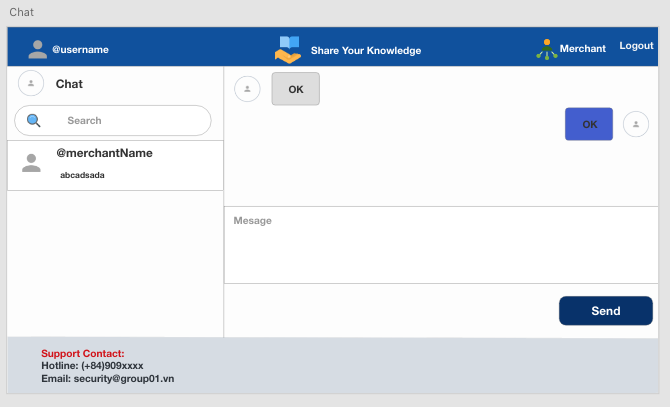 Chat
@username
Share Your Knowledge
Merchant
Logout
Chat
Search
@merchantName
abcadsada
OK
OK
Mesage
Send
Support Contact:
Hotline: (+84)909xxxx
Email: security@group01.vn